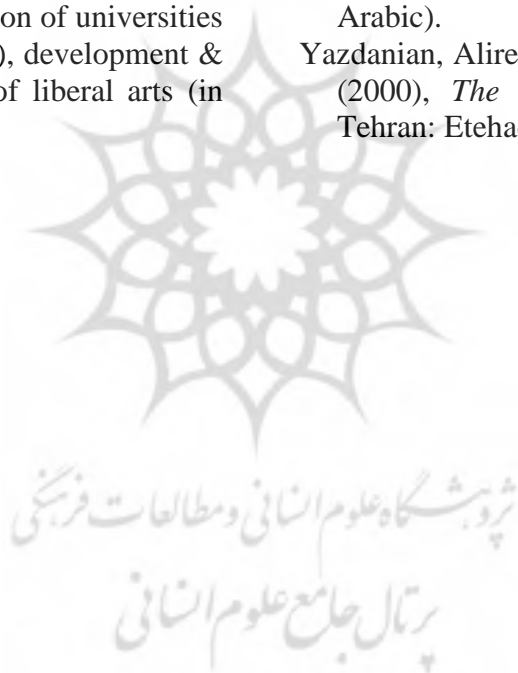 on of universities
), development &
of liberal arts (in
Arabic).
Yazdanian, Alire
(2000), The
Tehran: Eteha
پژوهشگاه علوم انسانی و مطالعات فرهنگی
پرتال جامع علوم انسانی